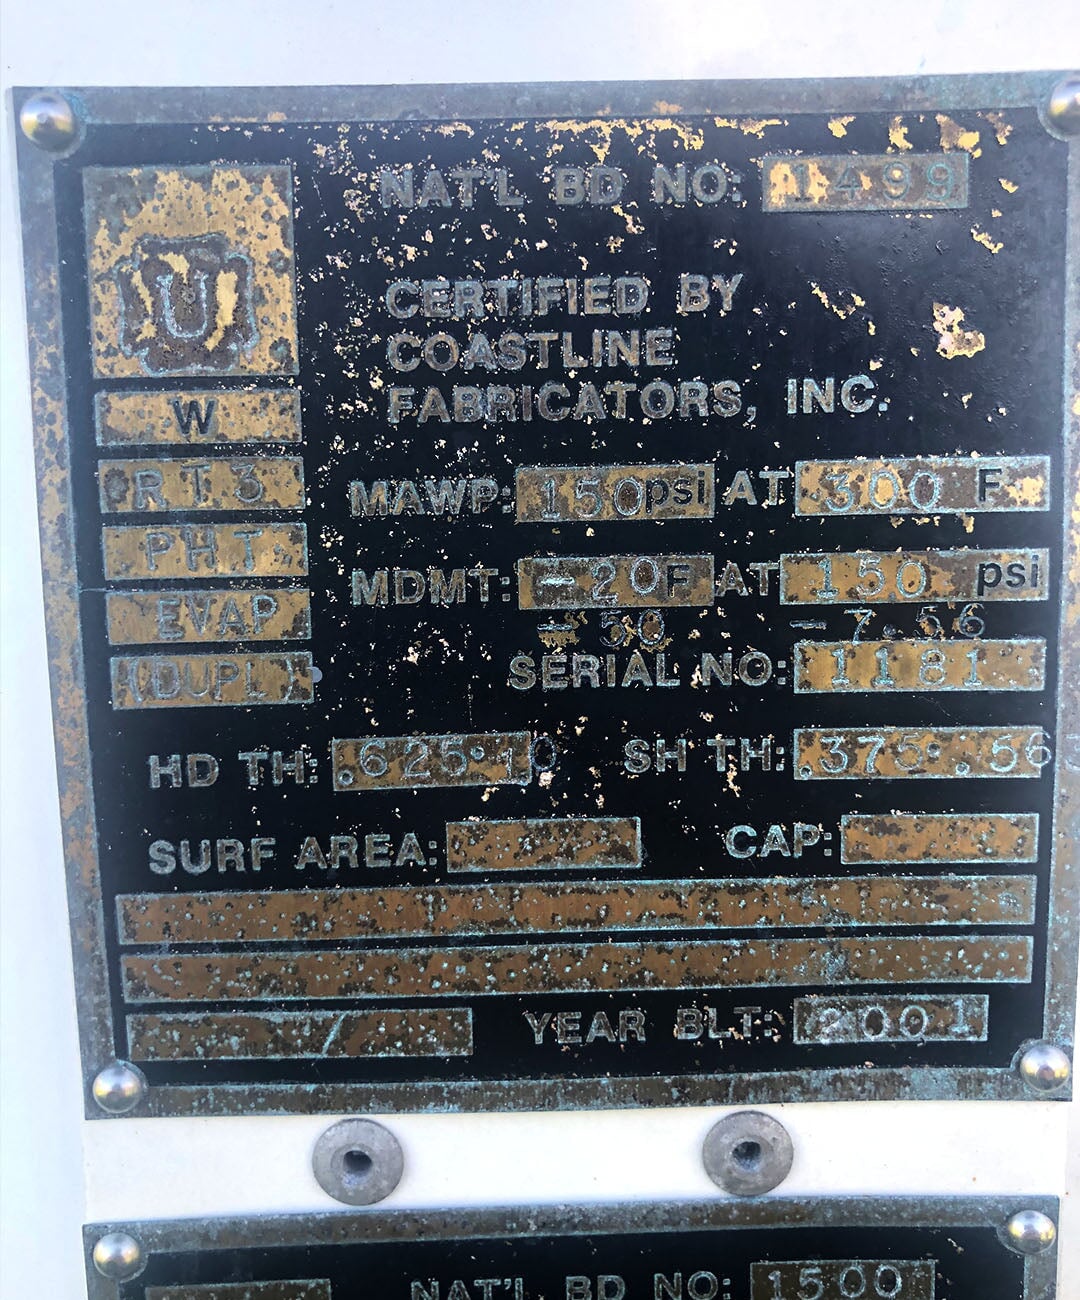 NAT'L BD NO: 1499
U
CERTIFIED BY
COASTLINE
FABRICATORS, INC.
W
RT3
MAWP: 150psi AT 300 F
PHT
MDMT: -20F AT 150 psi
EVAP
-50 -7.56
(DUPL)
SERIAL NO: 1181
HD TH: .625·10 SH TH: .375 .56
SURF AREA: CAP:
YEAR BLT: 2001
NAT'L BD NO: 1500